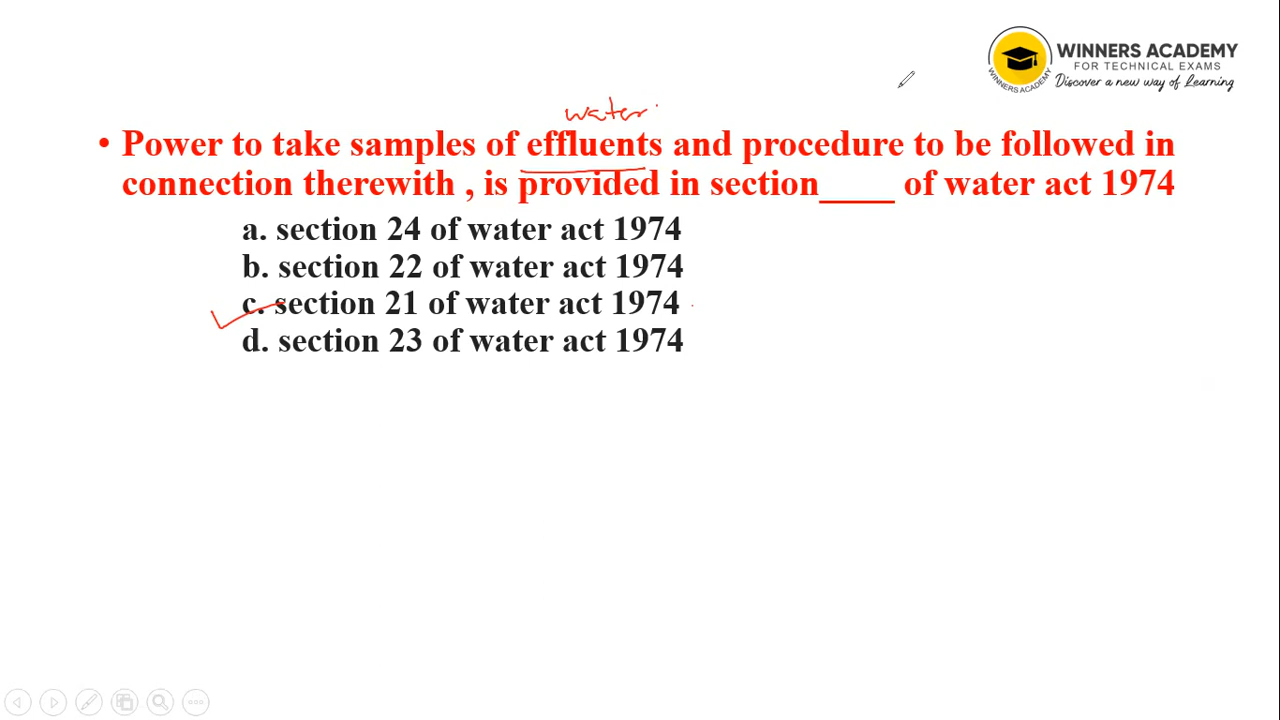 WINNERS ACADEMY
FOR TECHNICAL EXAMS
Discover a new way of Learning
WINNERS ACADEMY
water
• Power to take samples of effluents and procedure to be followed in
connection therewith , is provided in section____ of water act 1974
a. section 24 of water act 1974
b. section 22 of water act 1974
c. section 21 of water act 1974
d. section 23 of water act 1974